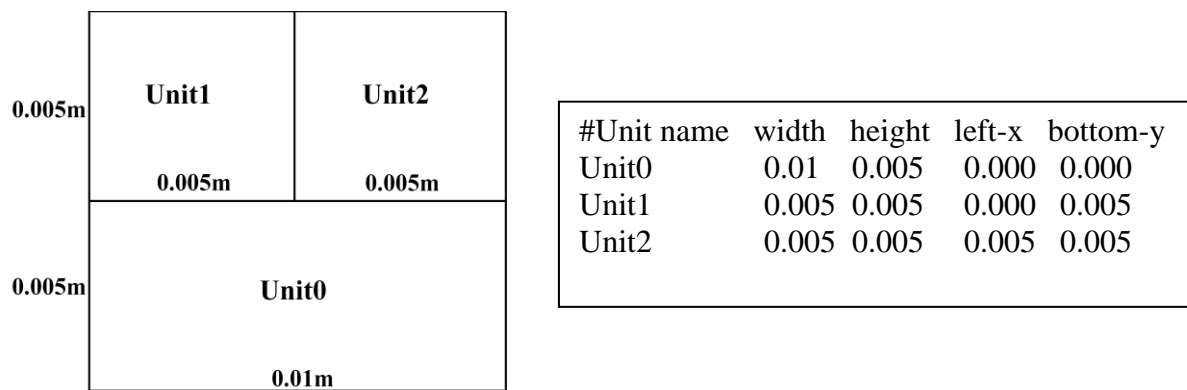 Unit1 Unit2
0.005m
0.005m 0.005m
Unit0
0.005m
0.01m
#Unit name width height left-x bottom-y
Unit0 0.01 0.005 0.000 0.000
Unit1 0.005 0.005 0.000 0.005
Unit2 0.005 0.005 0.005 0.005